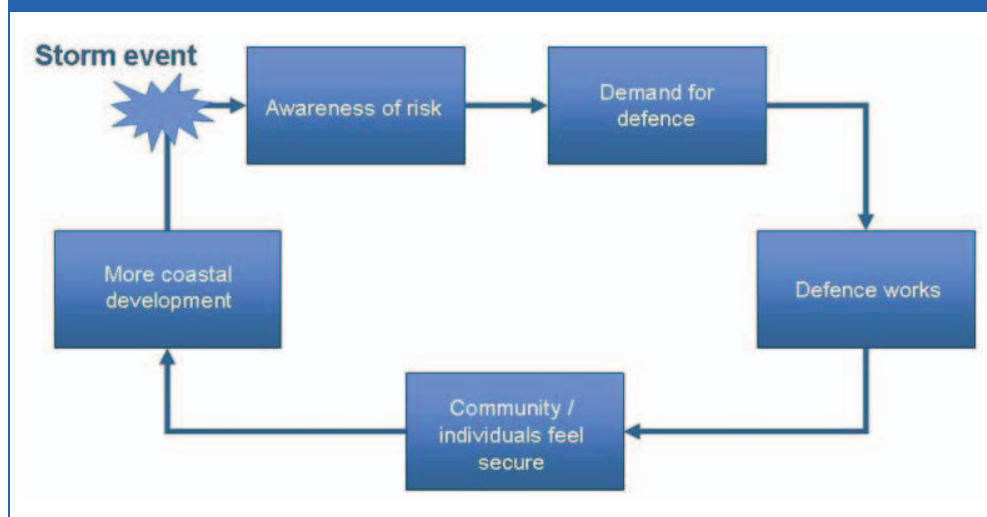 Storm event
Awareness of risk
Demand for
defence
Defence works
Community /
individuals feel
secure
More coastal
development